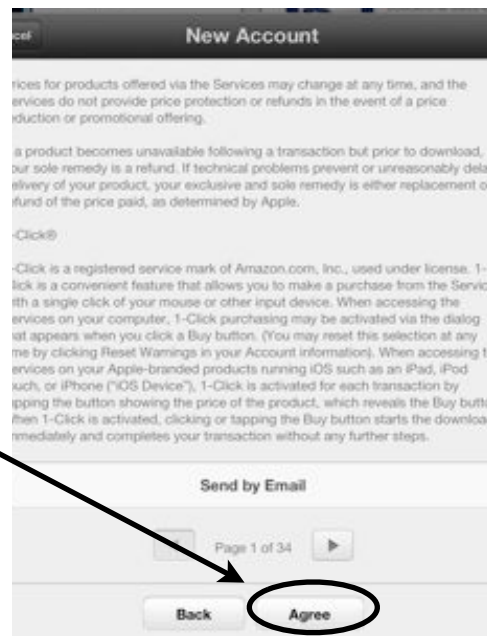 cel
New Account
rices for products offered via the Services may change at any time, and the
ervices do not provide price protection or refunds in the event of a price
eduction or promotional offering.
a product becomes unavailable following a transaction but prior to download,
our sole remedy is a refund. If technical problems prevent or unreasonably dela
elivery of your product, your exclusive and sole remedy is either replacement o
efund of the price paid, as determined by Apple.
-Click®
-Click is a registered service mark of Amazon.com, Inc., used under license. 1-
lick is a convenient feature that allows you to make a purchase from the Servic
ith a single click of your mouse or other input device. When accessing the
ervices on your computer, 1-Click purchasing may be activated via the dialog
hat appears when you click a Buy button. (You may reset this selection at any
me by clicking Reset Warnings in your Account information). When accessing t
ervices on your Apple-branded products running iOS such as an iPad, iPod
ouch, or iPhone ("iOS Device"), 1-Click is activated for each transaction by
pping the button showing the price of the product, which reveals the Buy butto
hen 1-Click is activated, clicking or tapping the Buy button starts the downloa
mmediately and completes your transaction without any further steps.
Send by Email
Page 1 of 34
Back Agree